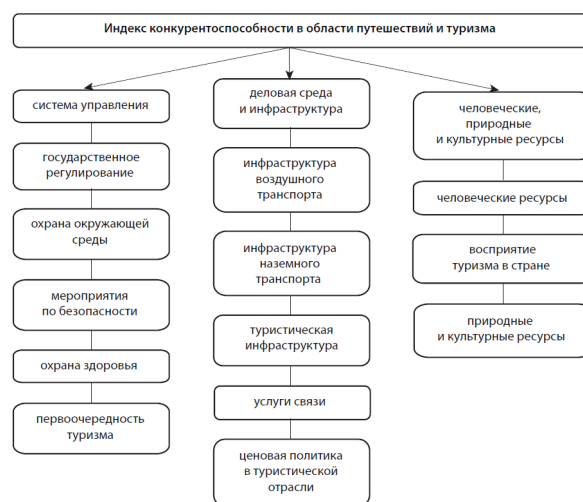 Индекс конкурентоспособности в области путешествий и туризма
система управления
государственное
регулирование
охрана окружающей
среды
мероприятия
по безопасности
охрана здоровья
первоочередность
туризма
деловая среда
и инфраструктура
инфраструктура
воздушного
транспорта
инфраструктура
наземного
транспорта
туристическая
инфраструктура
услуги связи
ценовая политика
в туристической
отрасли
человеческие,
природные
и культурные ресурсы
человеческие ресурсы
восприятие
туризма в стране
природные
и культурные ресурсы